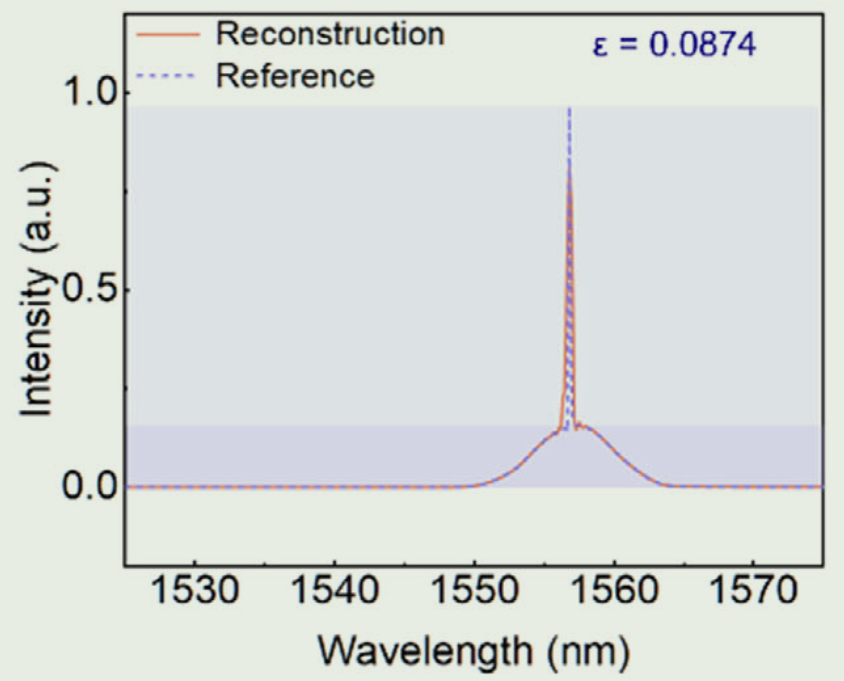 Reconstruction
Reference
ε = 0.0874
1.0
0.5
0.0
Intensity (a.u.)
1530 1540 1550 1560 1570
Wavelength (nm)